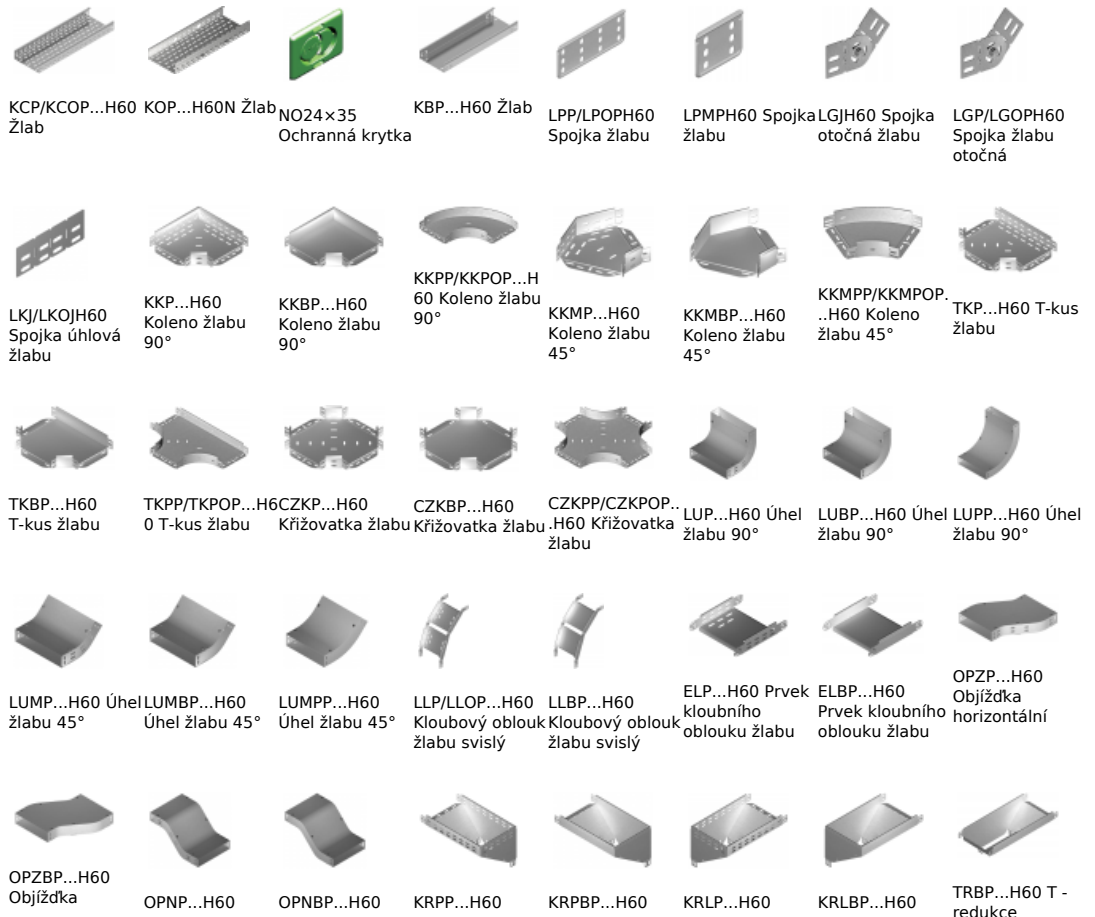 KCP/KCOP...H60
Žlab
KOP...H60N Žlab
NO24×35
Ochranná krytka
KBP...H60 Žlab
LPP/LPOPH60
Spojka žlabu
LPMPH60 Spojka
žlabu
LGJH60 Spojka
otočná žlabu
LGP/LGOPH60
Spojka žlabu
otočná
LKJ/LKOJH60
Spojka úhlová
žlabu
KKP...H60
Koleno žlabu
90°
KKBP...H60
Koleno žlabu
90°
KKPP/KKPOP...H
60 Koleno žlabu
90°
KKMP...H60
Koleno žlabu
45°
KKMBP...H60
Koleno žlabu
45°
KKMPP/KKMPOP.
..H60 Koleno
žlabu 45°
TKP...H60 T-kus
žlabu
TKBP...H60
T-kus žlabu
TKPP/TKPOP...H6
0 T-kus žlabu
CZKP...H60
Křižovatka žlabu
CZKBP...H60
Křižovatka žlabu
CZKPP/CZKPOP..
.H60 Křižovatka
žlabu
LUP...H60 Úhel
žlabu 90°
LUBP...H60 Úhel
žlabu 90°
LUPP...H60 Úhel
žlabu 90°
LUMP...H60 Úhel
žlabu 45°
LUMBP...H60
Úhel žlabu 45°
LUMPP...H60
Úhel žlabu 45°
LLP/LLOP...H60
Kloubový oblouk
žlabu svislý
LLBP...H60
Kloubový oblouk
žlabu svislý
ELP...H60 Prvek
kloubního
oblouku žlabu
ELBP...H60
Prvek kloubního
oblouku žlabu
OPZP...H60
Objížďka
horizontální
OPZBP...H60
Objížďka
OPNP...H60
OPNBP...H60
KRPP...H60
KRPBP...H60
KRLP...H60
KRLBP...H60
TRBP...H60 T -
redukce